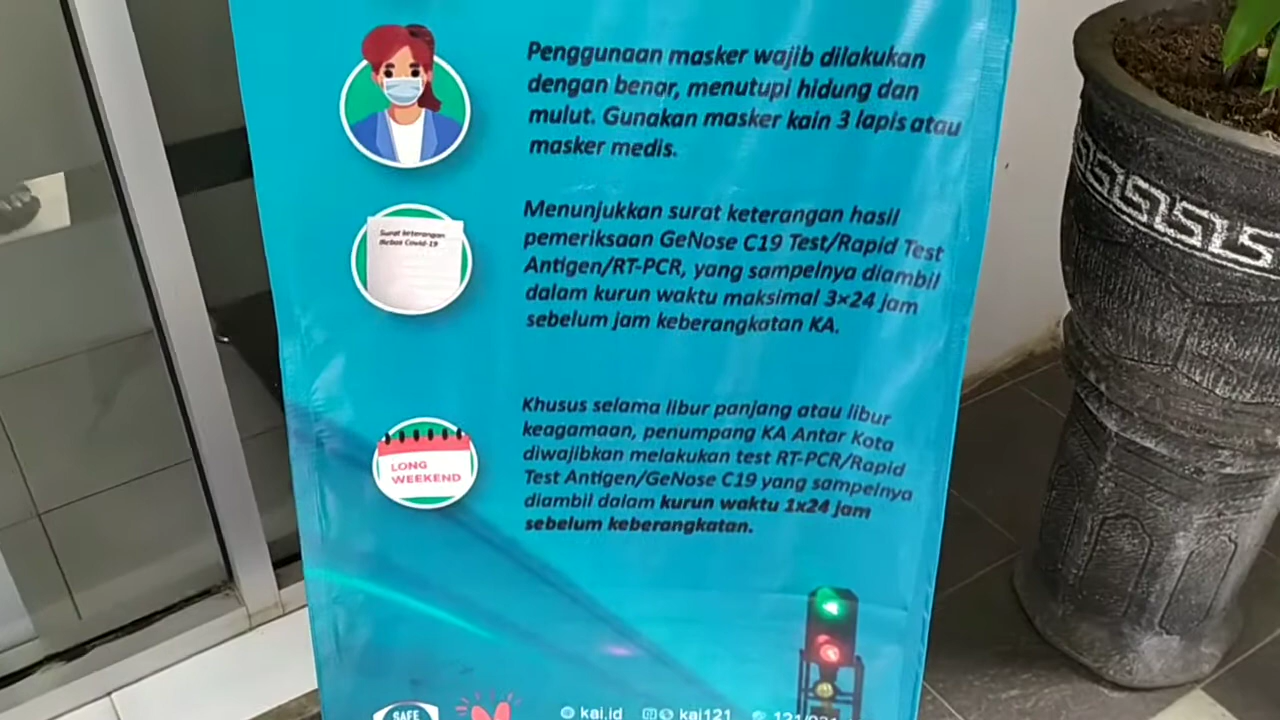 Penggunaan masker wajib dilakukan
dengan benar, menutupi hidung dan
mulut. Gunakan masker kain 3 lapis atau
masker medis.
Surat keterangan
Bebas Covid-19
Menunjukkan surat keterangan hasil
pemeriksaan GeNose C19 Test/Rapid Test
Antigen/RT-PCR, yang sampelnya diambil
dalam kurun waktu maksimal 3×24 jam
sebelum jam keberangkatan KA.
LONG
WEEKEND
Khusus selama libur panjang atau libur
keagamaan, penumpang KA Antar Kota
diwajibkan melakukan test RT-PCR/Rapid
Test Antigen/GeNose C19 yang sampelnya
diambil dalam kurun waktu 1x24 jam
sebelum keberangkatan.
SAFE
kai.id kai121